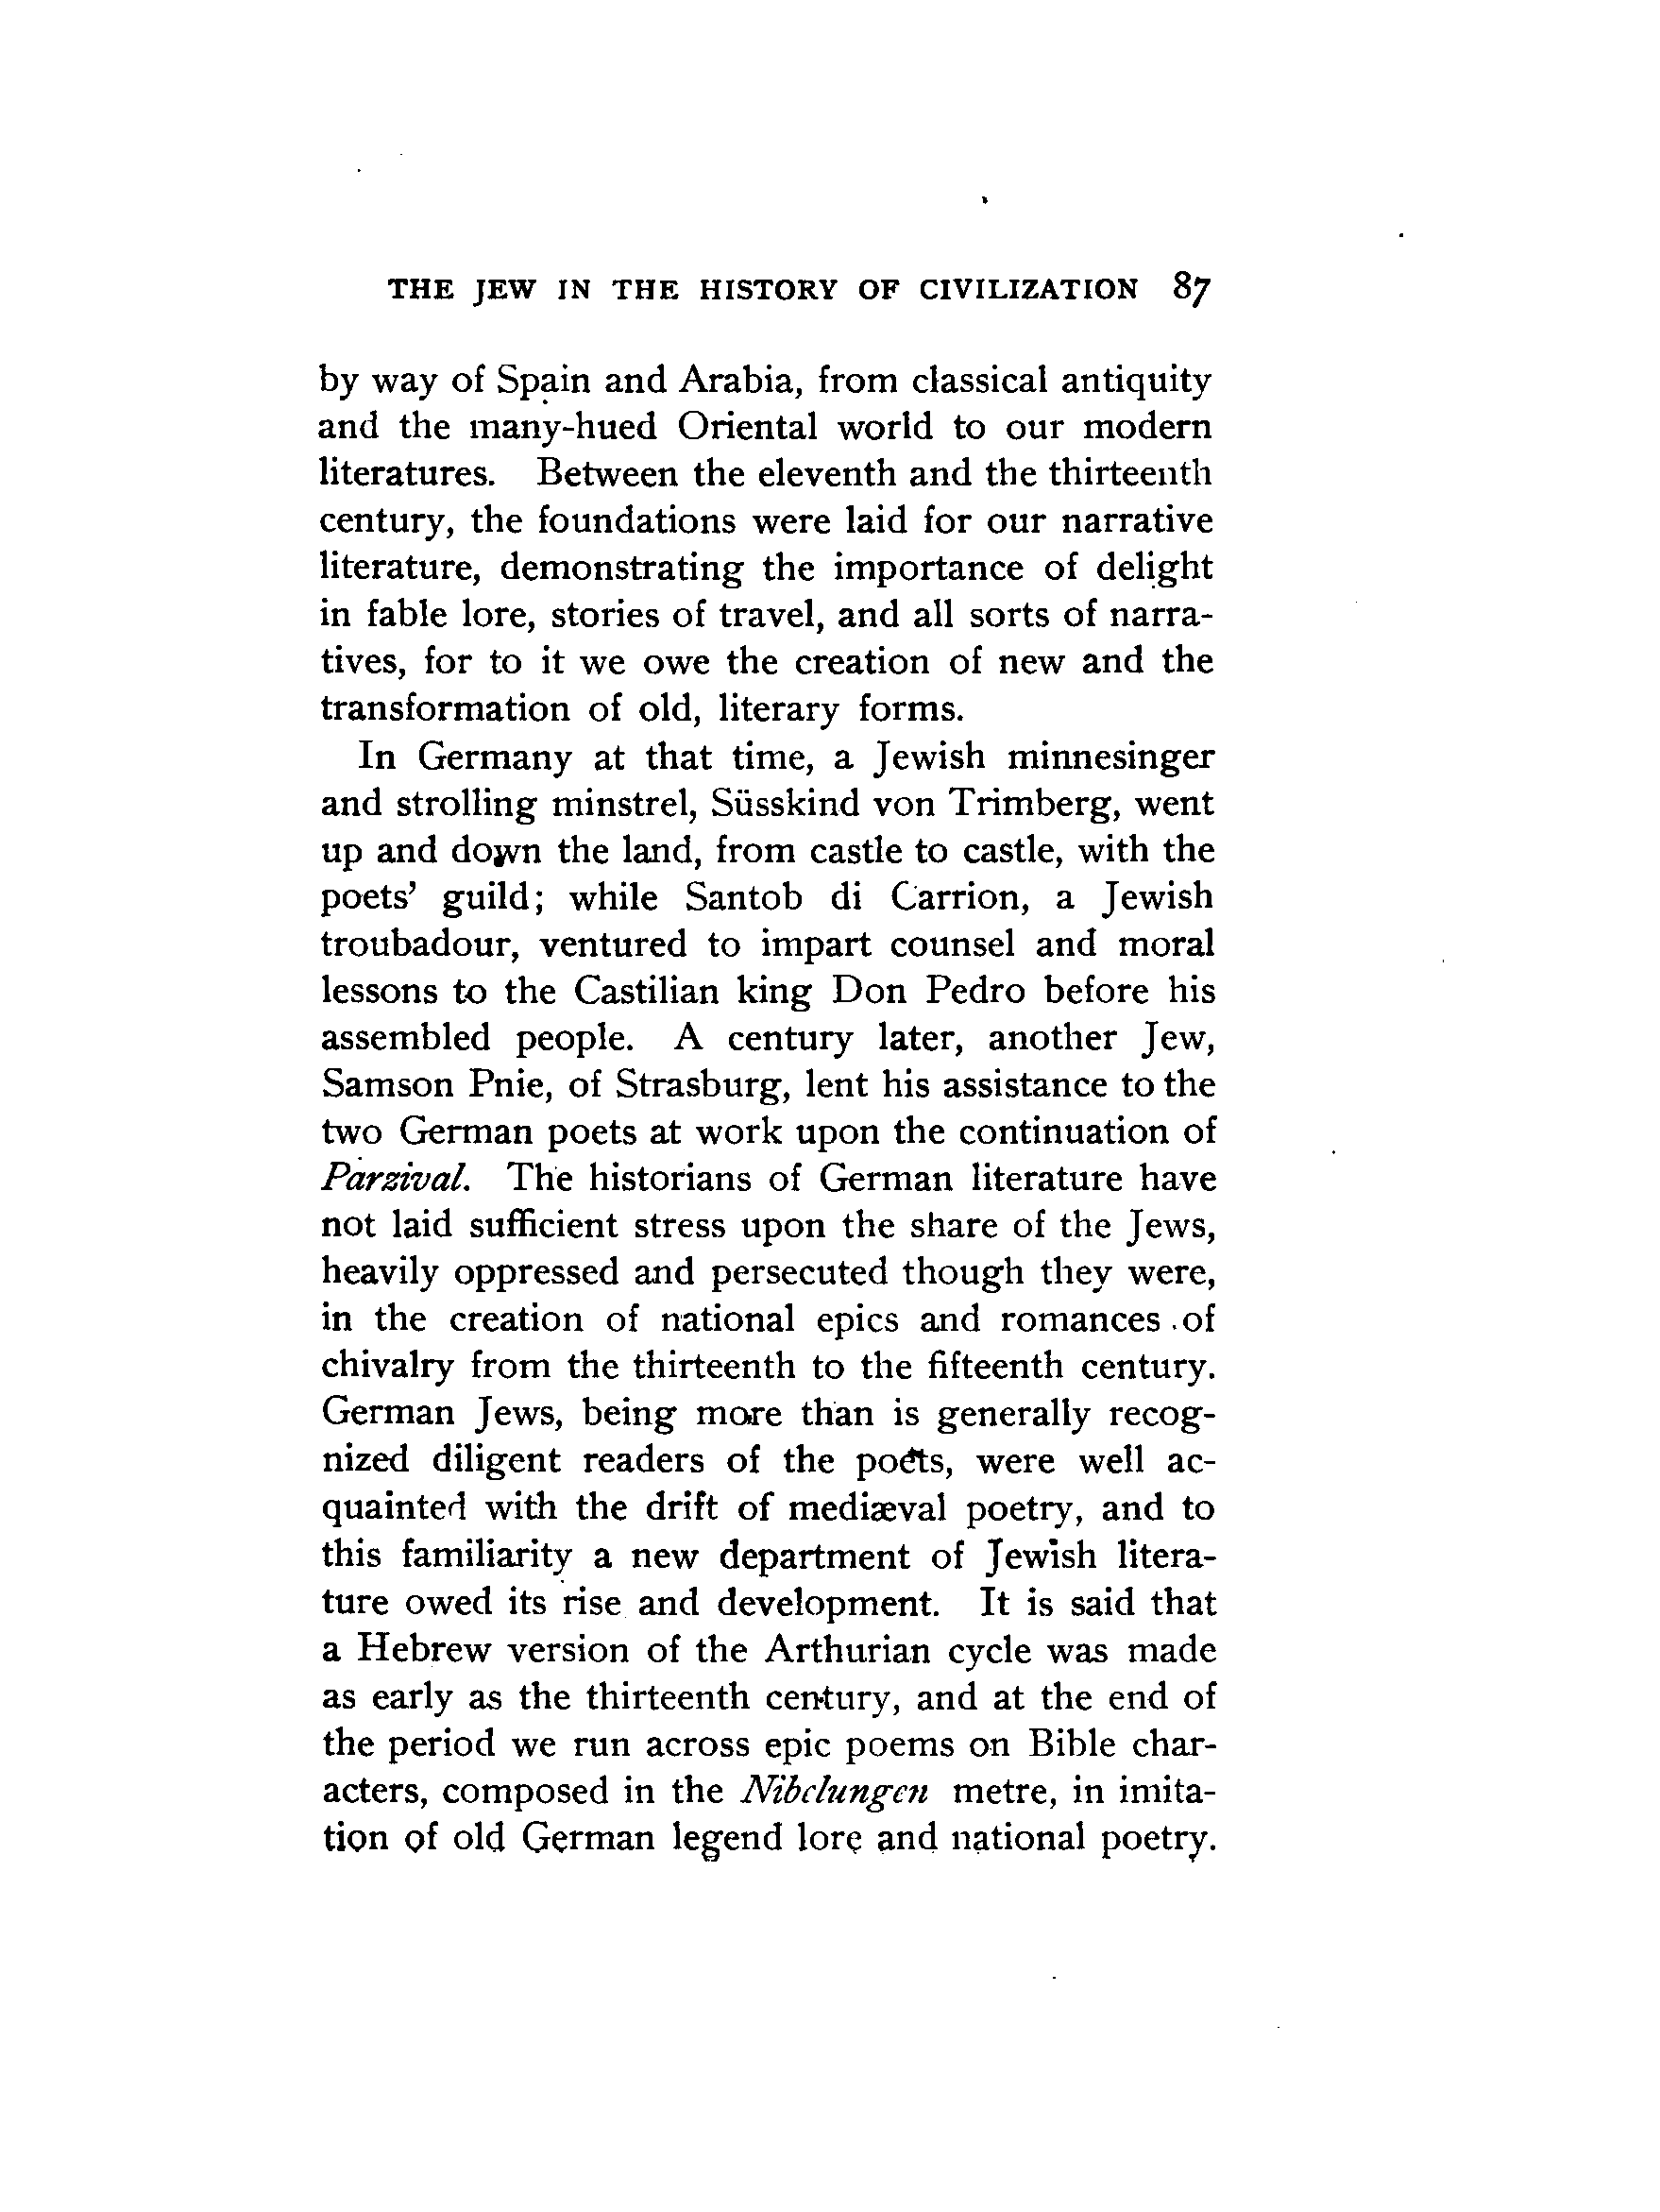 THE JEW IN THE HISTORY OF CIVILIZATION 87
by way of Spain and Arabia, from classical antiquity
and the many-hued Oriental world to our modern
literatures. Between the eleventh and the thirteenth
century, the foundations were laid for our narrative
literature, demonstrating the importance of delight
in fable lore, stories of travel, and all sorts of narra-
tives, for to it we owe the creation of new and the
transformation of old, literary forms.
In Germany at that time, a Jewish minnesinger
and strolling minstrel, Süsskind von Trimberg, went
up and down the land, from castle to castle, with the
poets' guild; while Santob di Carrion, a Jewish
troubadour, ventured to impart counsel and moral
lessons to the Castilian king Don Pedro before his
assembled people. A century later, another Jew,
Samson Pnie, of Strasburg, lent his assistance to the
two German poets at work upon the continuation of
Parzival. The historians of German literature have
not laid sufficient stress upon the share of the Jews,
heavily oppressed and persecuted though they were,
in the creation of national epics and romances of
chivalry from the thirteenth to the fifteenth century.
German Jews, being more than is generally recog-
nized diligent readers of the poets, were well ac-
quainted with the drift of mediæval poetry, and to
this familiarity a new department of Jewish litera-
ture owed its rise and development. It is said that
a Hebrew version of the Arthurian cycle was made
as early as the thirteenth century, and at the end of
the period we run across epic poems on Bible char-
acters, composed in the Nibelungen metre, in imita-
tion of old German legend lore and national poetry.